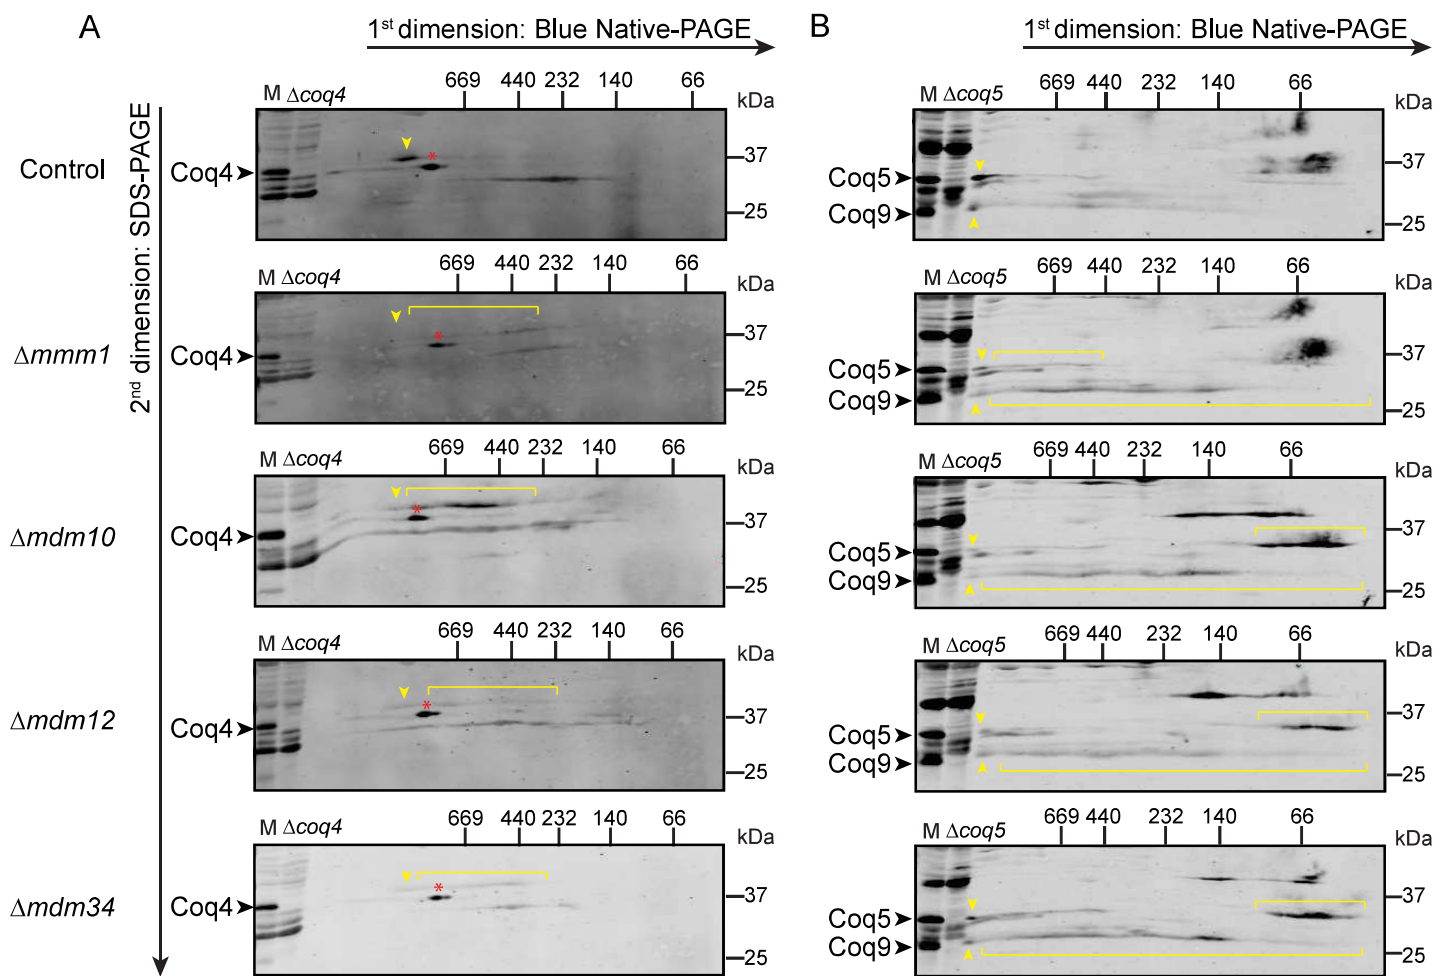 A
1st dimension: Blue Native-PAGE
B
1st dimension: Blue Native-PAGE
2nd dimension: SDS-PAGE
M Δcoq4 669 440 232 140 66 kDa
Control
Coq4
*
37
25
M Δcoq5 669 440 232 140 66 kDa
Coq5
Coq9
37
25
M Δcoq4 669 440 232 140 66 kDa
Δmmm1
Coq4
*
37
25
M Δcoq5 669 440 232 140 66 kDa
Coq5
Coq9
37
25
M Δcoq4 669 440 232 140 66 kDa
Δmdm10
Coq4
*
37
25
M Δcoq5 669 440 232 140 66 kDa
Coq5
Coq9
37
25
M Δcoq4 669 440 232 140 66 kDa
Δmdm12
Coq4
*
37
25
M Δcoq5 669 440 232 140 66 kDa
Coq5
Coq9
37
25
M Δcoq4 669 440 232 140 66 kDa
Δmdm34
Coq4
*
37
25
M Δcoq5 669 440 232 140 66 kDa
Coq5
Coq9
37
25